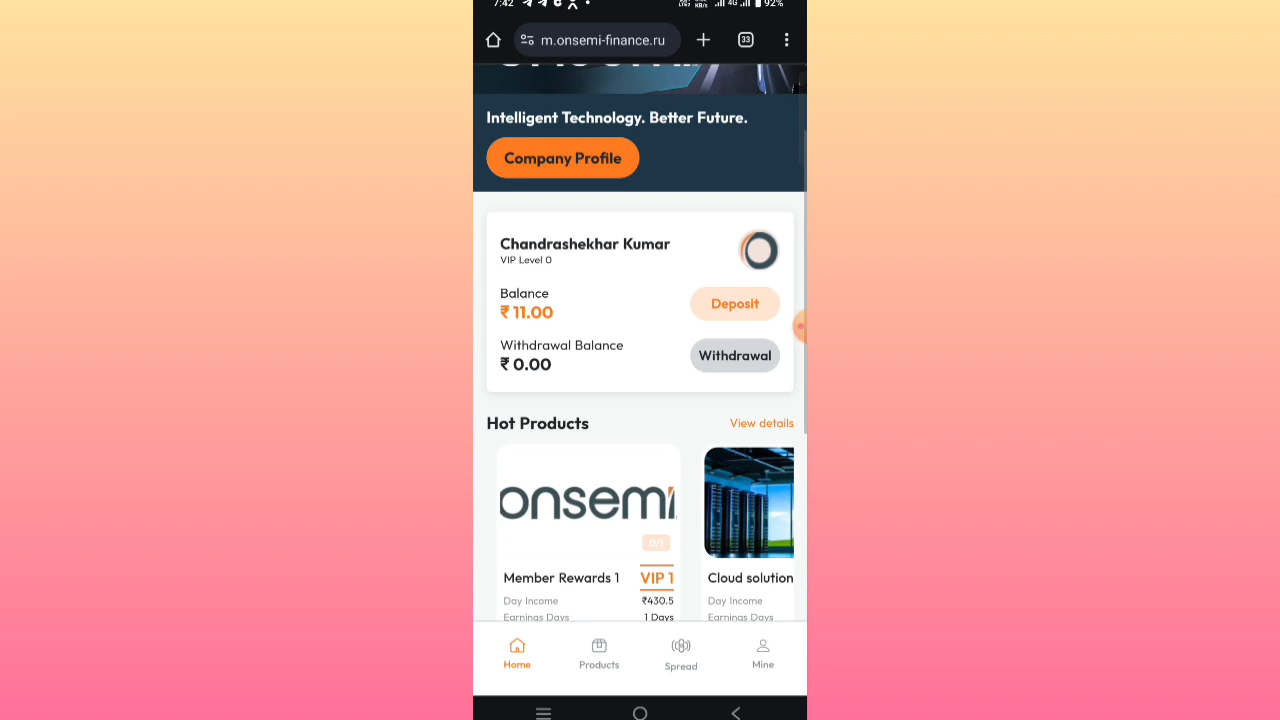 7:42
4G
92%
m.onsemi-finance.ru
33
Intelligent Technology. Better Future.
Company Profile
Chandrashekhar Kumar
VIP Level 0
Balance
₹ 11.00
Deposit
Withdrawal Balance
₹ 0.00
Withdrawal
Hot Products
View details
onsemi
0/1
Member Rewards 1
VIP 1
Cloud solution
Day Income
₹430.5
Day Income
Earnings Days
1 Days
Earnings Days
Home
Products
Spread
Mine